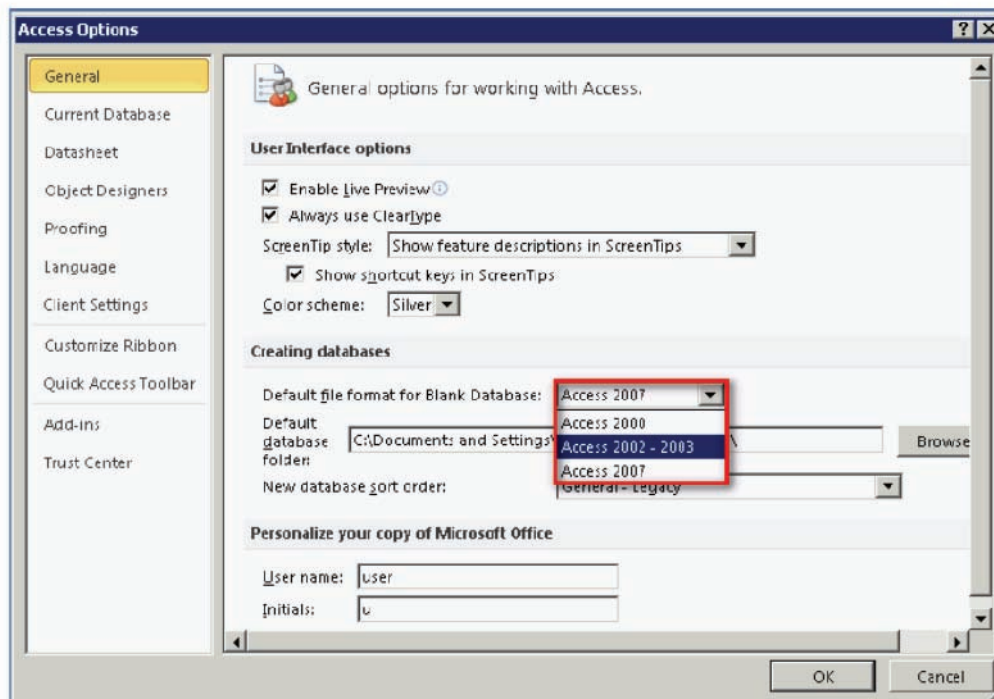 Access Options
General
Current Database
Datasheet
Object Designers
Proofing
Language
Client Settings
Customize Ribbon
Quick Access Toolbar
Add-ins
Trust Center
General options for working with Access.
User Interface options
Enable Live Preview
Always use ClearType
ScreenTip style: Show feature descriptions in ScreenTips
Show shortcut keys in ScreenTips
Color scheme: Silver
Creating databases
Default file format for Blank Database: Access 2007
Access 2000
Access 2002 - 2003
Access 2007
Default database folder: C:\Documents and Settings\ \ Browse
New database sort order: General - Legacy
Personalize your copy of Microsoft Office
User name: user
Initials: u
OK Cancel